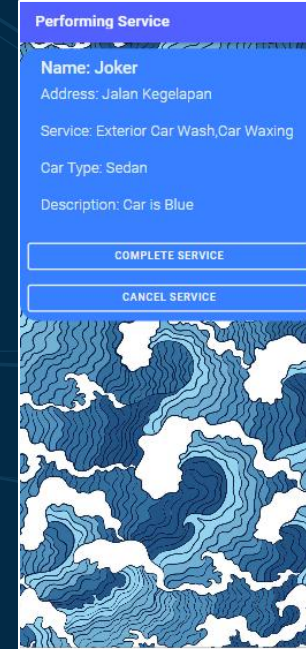 Performing Service
Name: Joker
Address: Jalan Kegelapan
Service: Exterior Car Wash,Car Waxing
Car Type: Sedan
Description: Car is Blue
COMPLETE SERVICE
CANCEL SERVICE